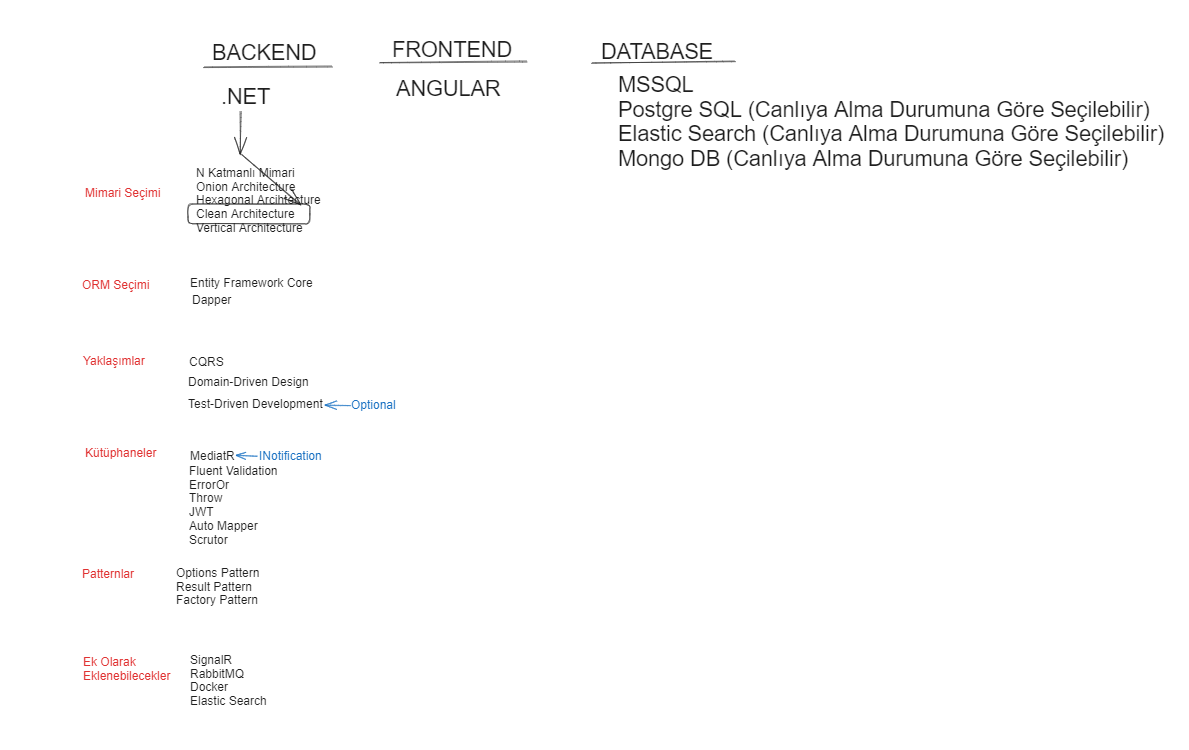 BACKEND
FRONTEND
DATABASE
.NET
ANGULAR
MSSQL
Postgre SQL (Canlıya Alma Durumuna Göre Seçilebilir)
Elastic Search (Canlıya Alma Durumuna Göre Seçilebilir)
Mongo DB (Canlıya Alma Durumuna Göre Seçilebilir)
Mimari Seçimi
N Katmanlı Mimari
Onion Architecture
Hexagonal Arcihtecture
Clean Architecture
Vertical Architecture
ORM Seçimi
Entity Framework Core
Dapper
Yaklaşımlar
CQRS
Domain-Driven Design
Test-Driven Development
Optional
Kütüphaneler
MediatR
INotification
Fluent Validation
ErrorOr
Throw
JWT
Auto Mapper
Scrutor
Patternlar
Options Pattern
Result Pattern
Factory Pattern
Ek Olarak
Eklenebilecekler
SignalR
RabbitMQ
Docker
Elastic Search